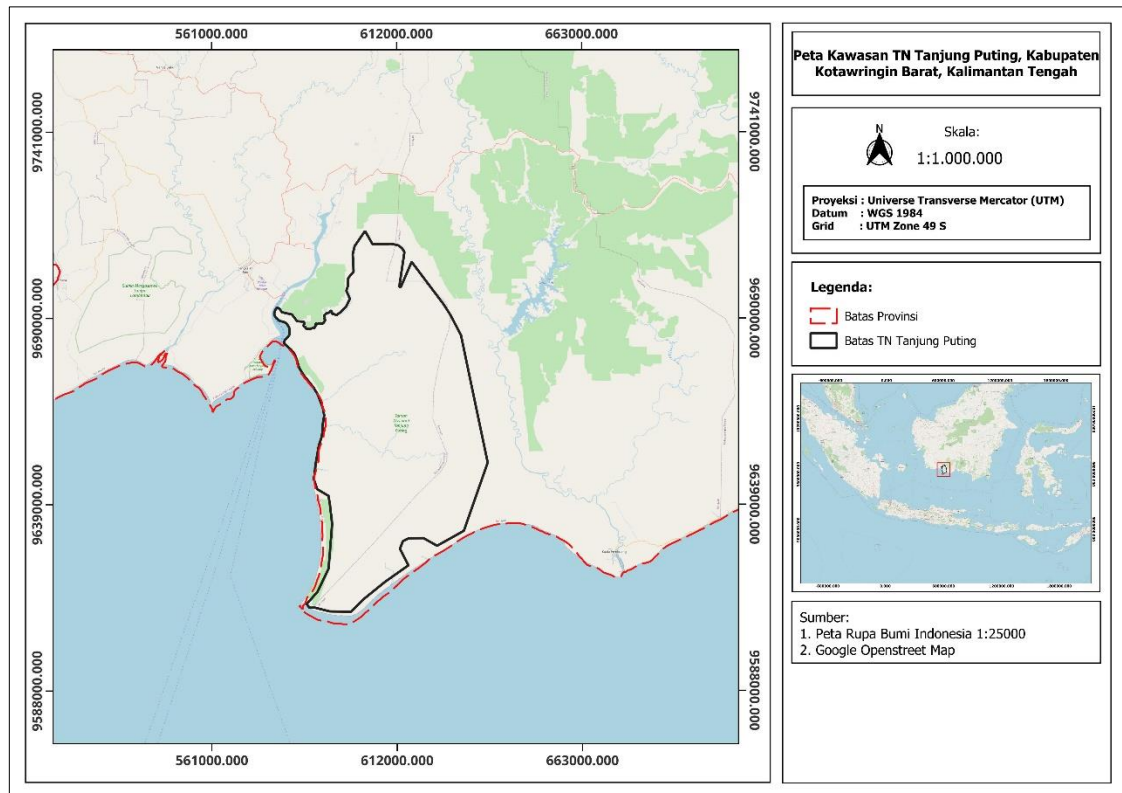 561000.000 612000.000 663000.000
9741000.000
9690000.000
9639000.000
9588000.000
9741000.000
9690000.000
9639000.000
9588000.000
561000.000 612000.000 663000.000
Peta Kawasan TN Tanjung Puting, Kabupaten
Kotawringin Barat, Kalimantan Tengah
N
Skala:
1:1.000.000
Proyeksi : Universe Transverse Mercator (UTM)
Datum : WGS 1984
Grid : UTM Zone 49 S
Legenda:
Batas Provinsi
Batas TN Tanjung Puting
Sumber:
1. Peta Rupa Bumi Indonesia 1:25000
2. Google Openstreet Map